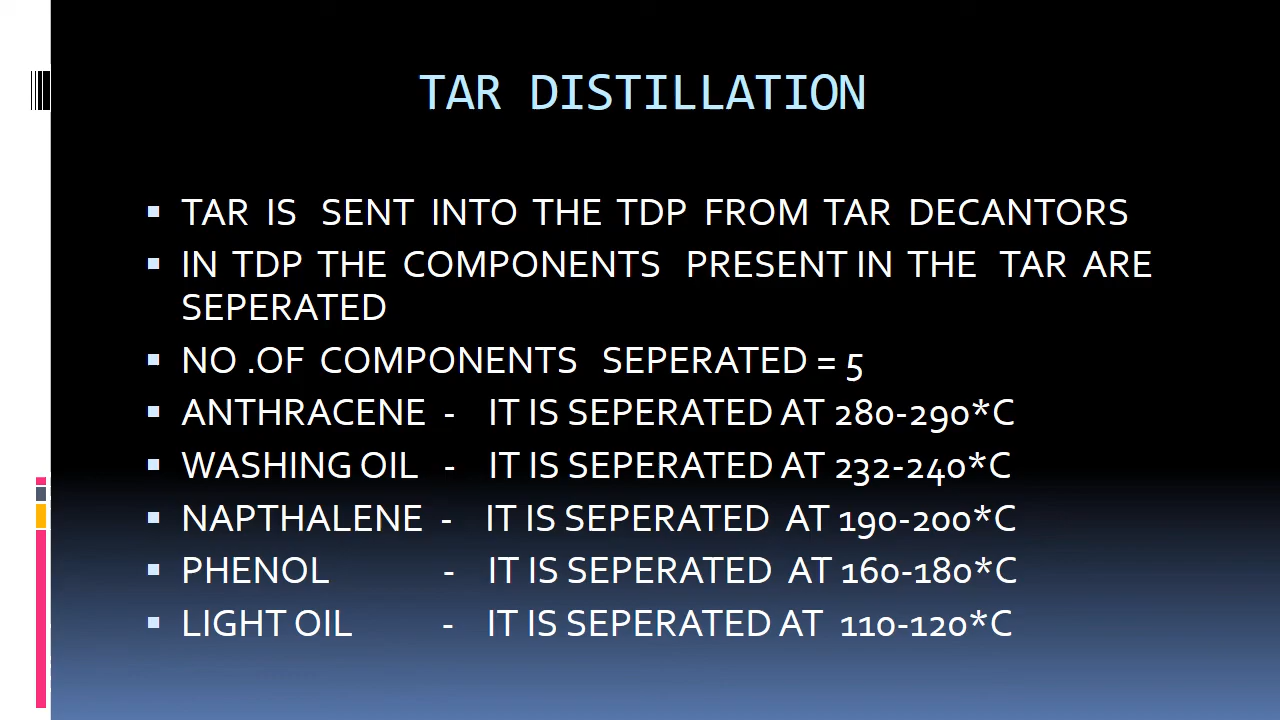 TAR DISTILLATION
▪ TAR IS SENT INTO THE TDP FROM TAR DECANTORS
▪ IN TDP THE COMPONENTS PRESENT IN THE TAR ARE
SEPERATED
▪ NO .OF COMPONENTS SEPERATED = 5
▪ ANTHRACENE - IT IS SEPERATED AT 280-290*C
▪ WASHING OIL - IT IS SEPERATED AT 232-240*C
▪ NAPTHALENE - IT IS SEPERATED AT 190-200*C
▪ PHENOL - IT IS SEPERATED AT 160-180*C
▪ LIGHT OIL - IT IS SEPERATED AT 110-120*C